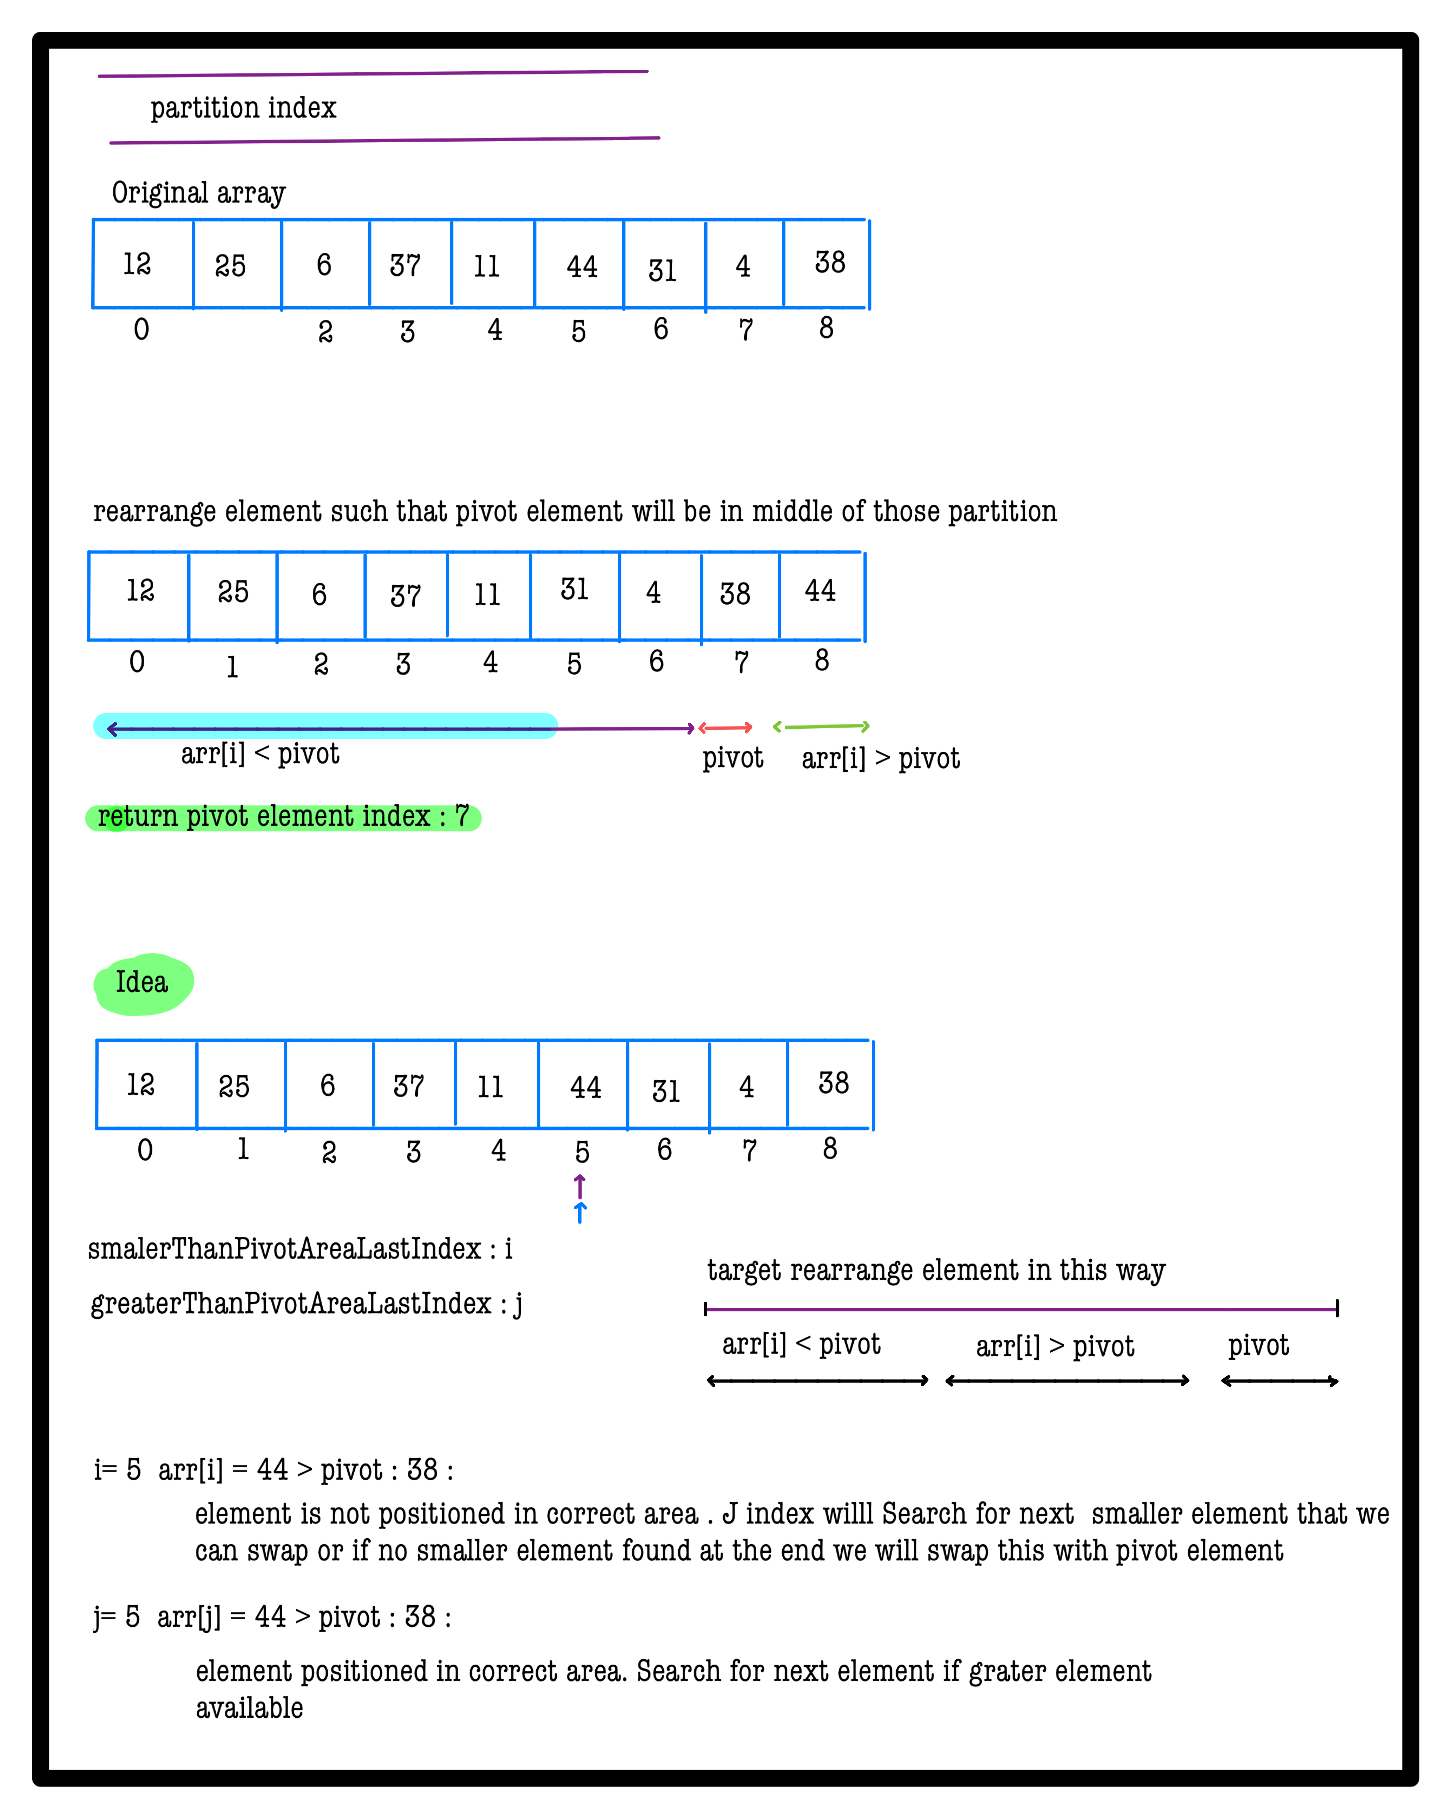 partition index
Original array
12 25 6 37 11 44 31 4 38
0 2 3 4 5 6 7 8
rearrange element such that pivot element will be in middle of those partition
12 25 6 37 11 31 4 38 44
0 1 2 3 4 5 6 7 8
arr[i] < pivot pivot arr[i] > pivot
return pivot element index : 7
Idea
12 25 6 37 11 44 31 4 38
0 1 2 3 4 5 6 7 8
smalerThanPivotAreaLastIndex : i
greaterThanPivotAreaLastIndex : j
target rearrange element in this way
arr[i] < pivot arr[i] > pivot pivot
i= 5 arr[i] = 44 > pivot : 38 :
element is not positioned in correct area . J index willl Search for next smaller element that we
can swap or if no smaller element found at the end we will swap this with pivot element
j= 5 arr[j] = 44 > pivot : 38 :
element positioned in correct area. Search for next element if grater element
available